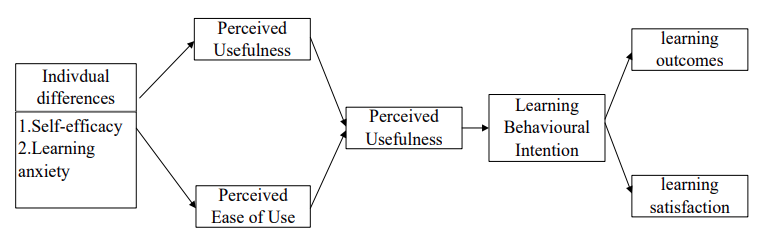 Indivdual
differences
1.Self-efficacy
2.Learning
anxiety
Perceived
Usefulness
Perceived
Ease of Use
Perceived
Usefulness
Learning
Behavioural
Intention
learning
outcomes
learning
satisfaction